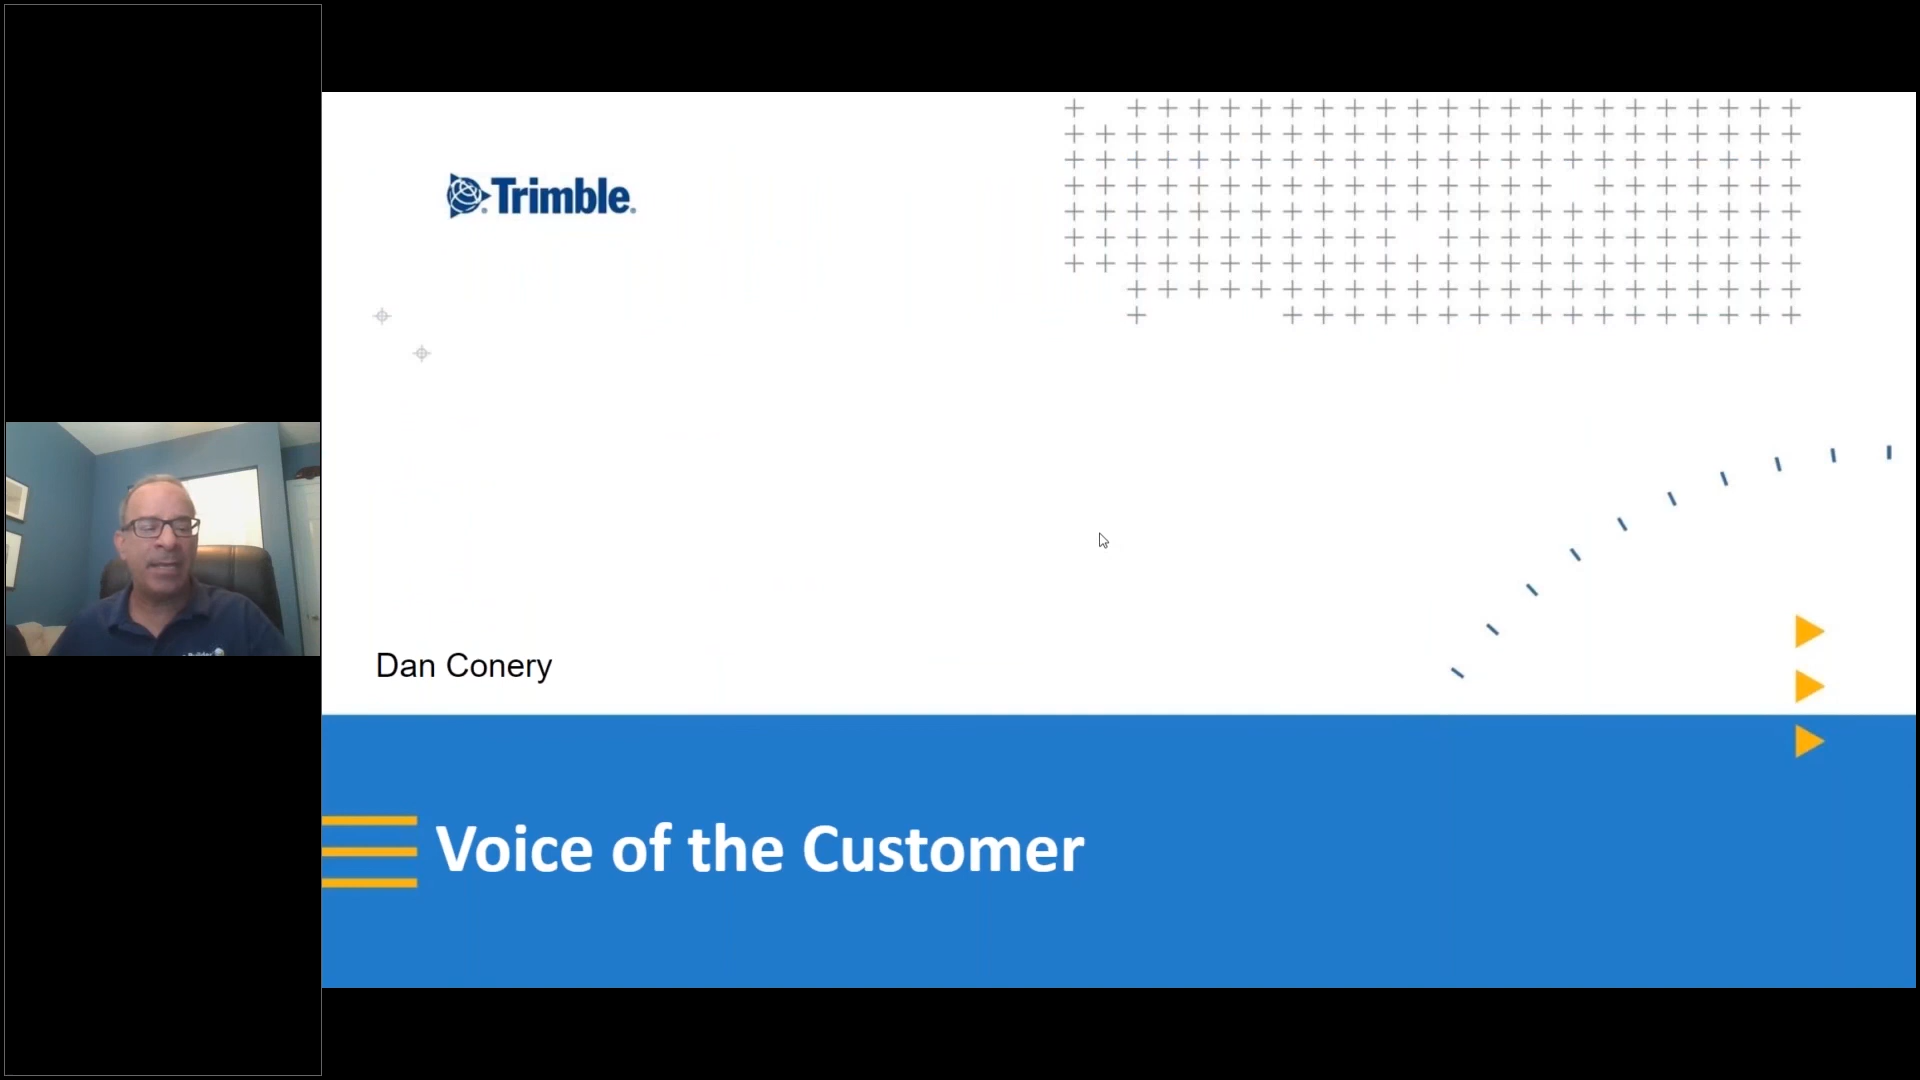 Trimble
Dan Conery
Voice of the Customer